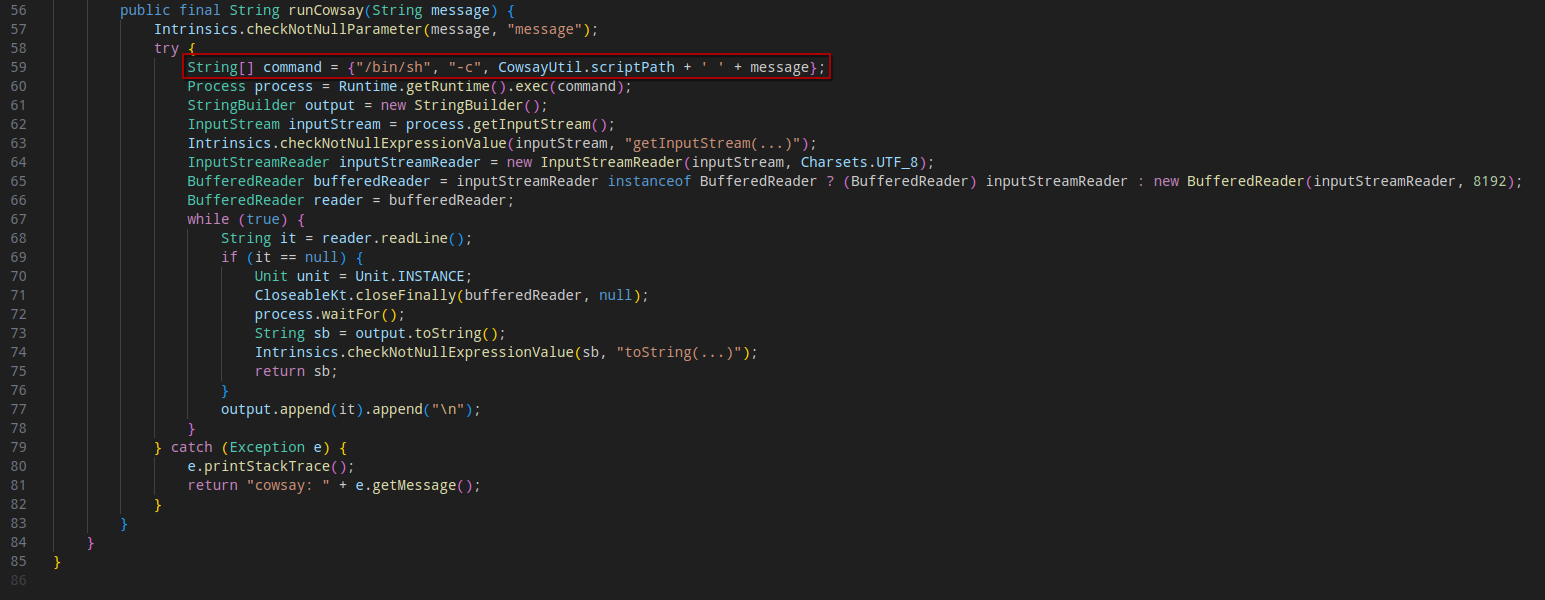 56 public final String runCowsay(String message) {
57 Intrinsics.checkNotNullParameter(message, "message");
58 try {
59 String[] command = {"/bin/sh", "-c", CowsayUtil.scriptPath + ' ' + message};
60 Process process = Runtime.getRuntime().exec(command);
61 StringBuilder output = new StringBuilder();
62 InputStream inputStream = process.getInputStream();
63 Intrinsics.checkNotNullExpressionValue(inputStream, "getInputStream(...)");
64 InputStreamReader inputStreamReader = new InputStreamReader(inputStream, Charsets.UTF_8);
65 BufferedReader bufferedReader = inputStreamReader instanceof BufferedReader ? (BufferedReader) inputStreamReader : new BufferedReader(inputStreamReader, 8192);
66 BufferedReader reader = bufferedReader;
67 while (true) {
68 String it = reader.readLine();
69 if (it == null) {
70 Unit unit = Unit.INSTANCE;
71 CloseableKt.closeFinally(bufferedReader, null);
72 process.waitFor();
73 String sb = output.toString();
74 Intrinsics.checkNotNullExpressionValue(sb, "toString(...)");
75 return sb;
76 }
77 output.append(it).append("\n");
78 }
79 } catch (Exception e) {
80 e.printStackTrace();
81 return "cowsay: " + e.getMessage();
82 }
83 }
84 }
85 }
86